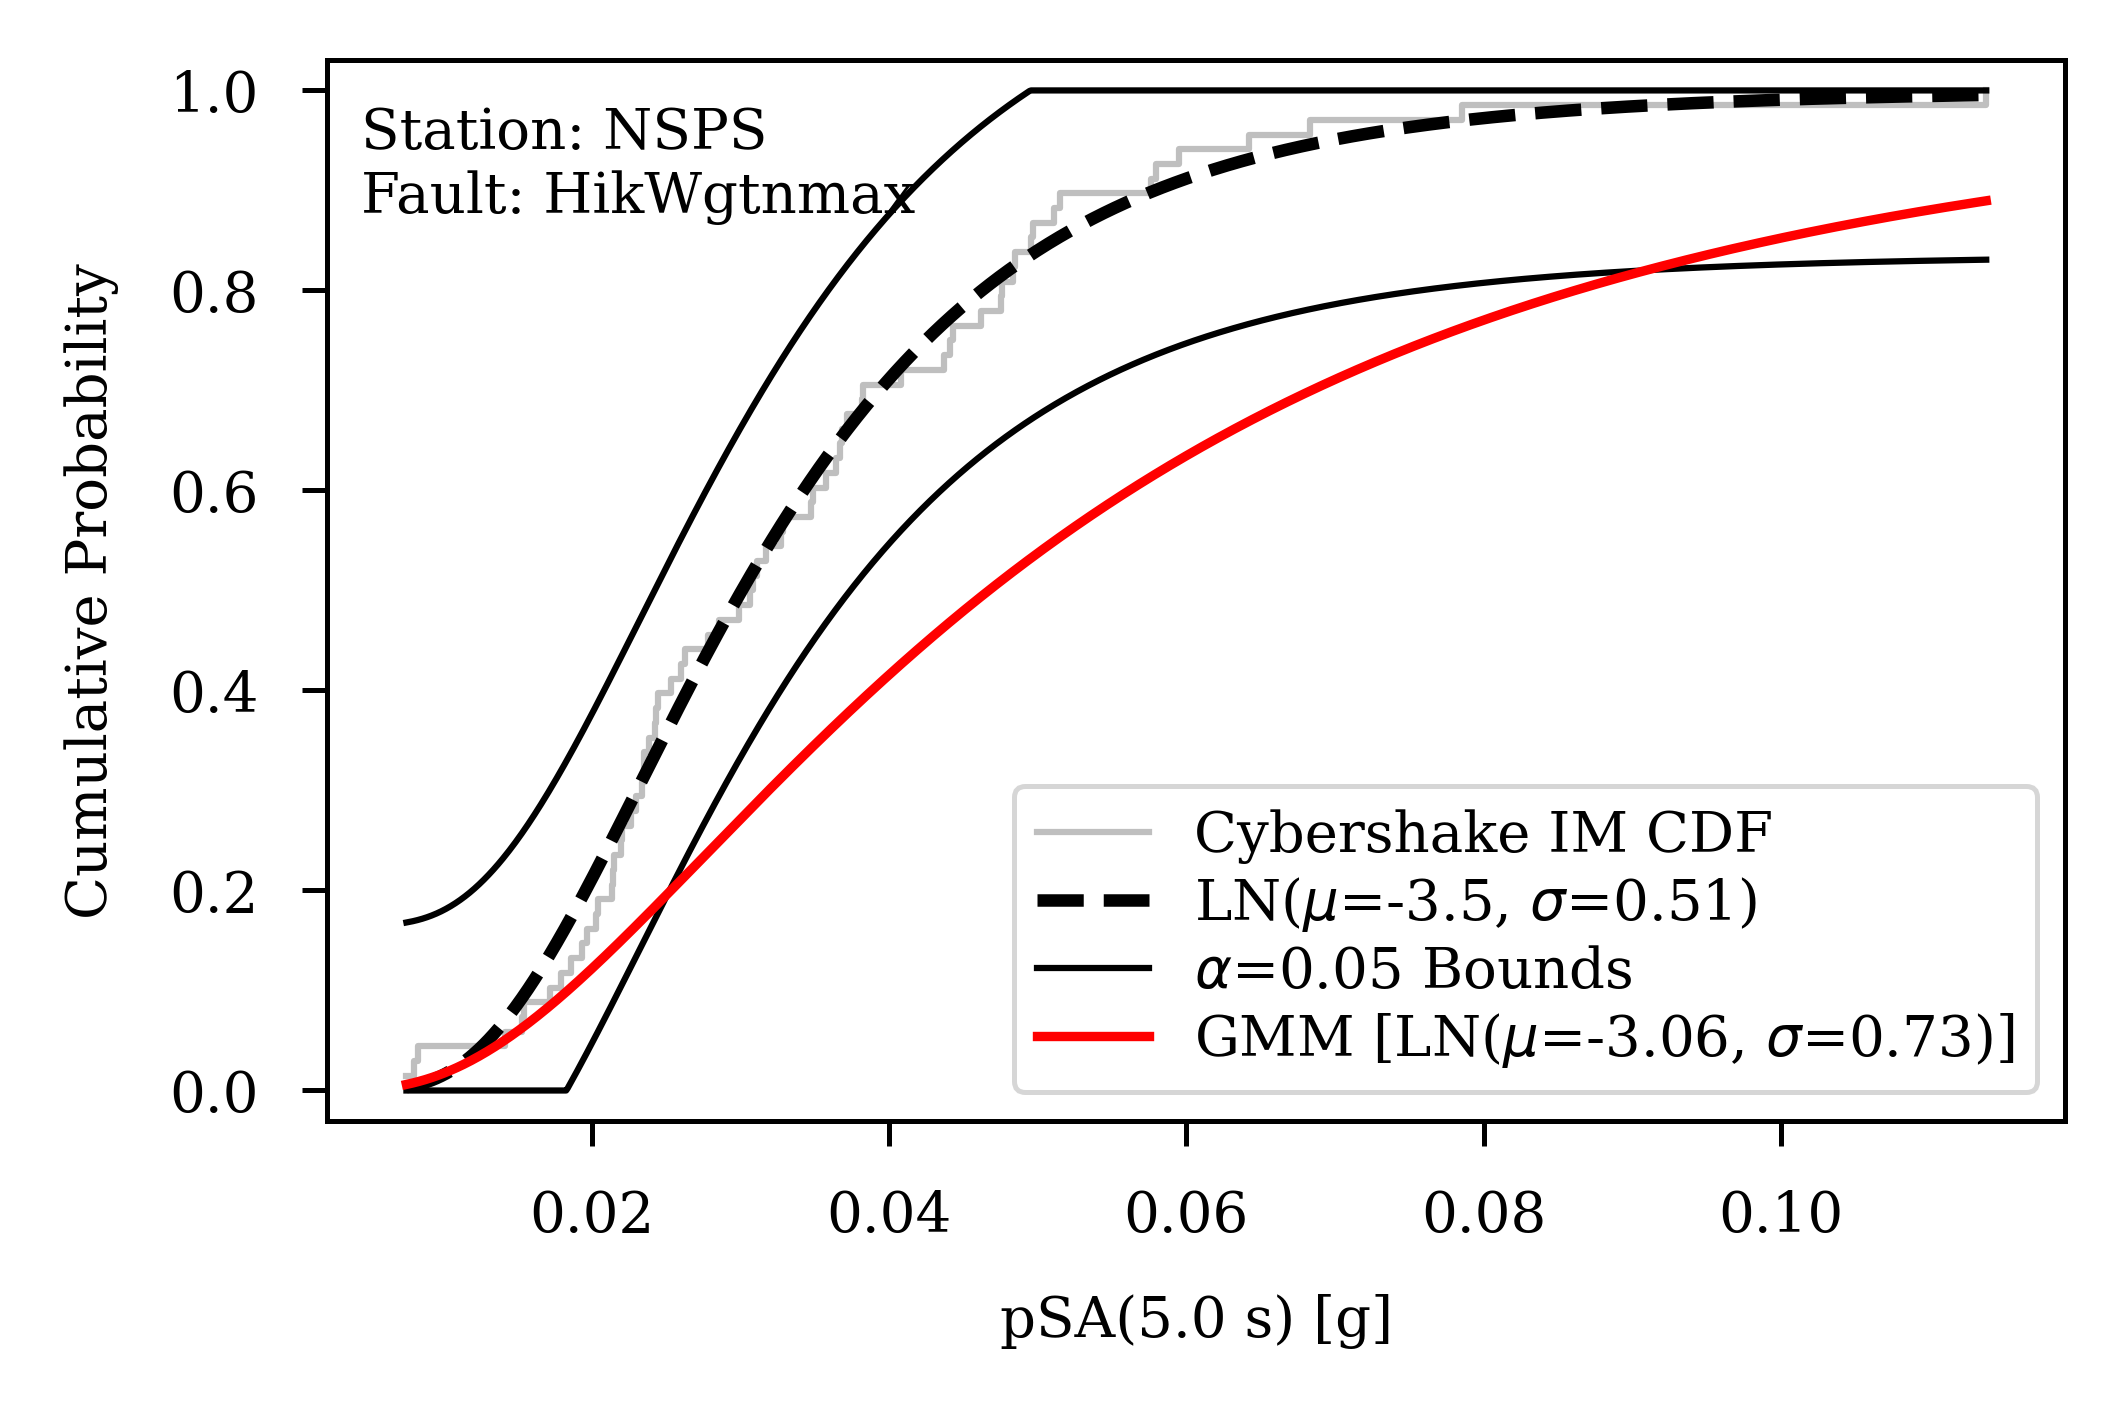 Station: NSPS
Fault: HikWgtnmax
Cumulative Probability
1.0
0.8
0.6
0.4
0.2
0.0
Cybershake IM CDF
LN(μ=-3.5, σ=0.51)
α=0.05 Bounds
GMM [LN(μ=-3.06, σ=0.73)]
0.02 0.04 0.06 0.08 0.10
pSA(5.0 s) [g]